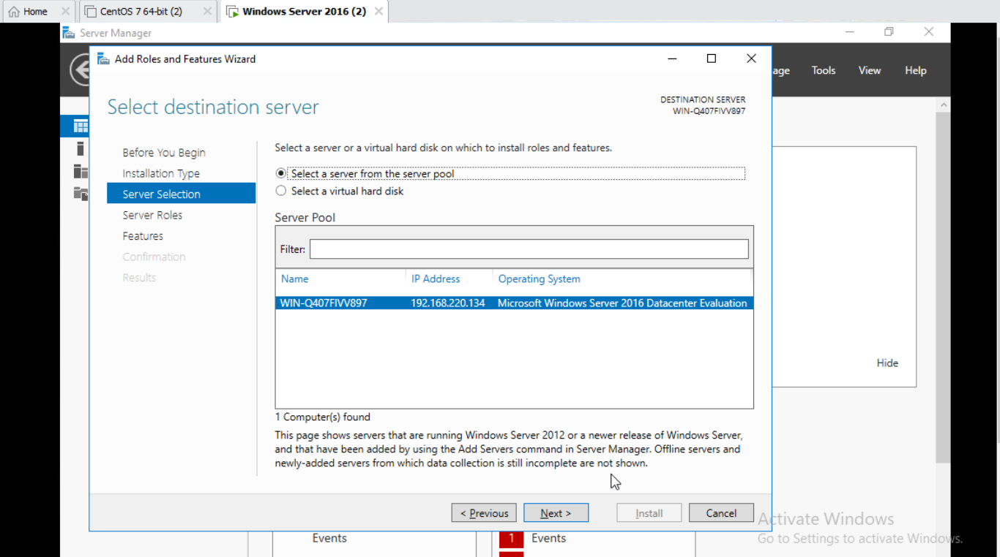 Home
CentOS 7 64-bit (2)
Windows Server 2016 (2)
Server Manager
Add Roles and Features Wizard
age Tools View Help
Select destination server
DESTINATION SERVER
WIN-Q407FIVV897
Before You Begin
Installation Type
Server Selection
Server Roles
Features
Confirmation
Results
Select a server or a virtual hard disk on which to install roles and features.
Select a server from the server pool
Select a virtual hard disk
Server Pool
Filter:
Name IP Address Operating System
WIN-Q407FIVV897 192.168.220.134 Microsoft Windows Server 2016 Datacenter Evaluation
1 Computer(s) found
This page shows servers that are running Windows Server 2012 or a newer release of Windows Server,
and that have been added by using the Add Servers command in Server Manager. Offline servers and
newly-added servers from which data collection is still incomplete are not shown.
Hide
< Previous Next > Install Cancel
Activate Windows
Go to Settings to activate Windows.
Events
1 Events